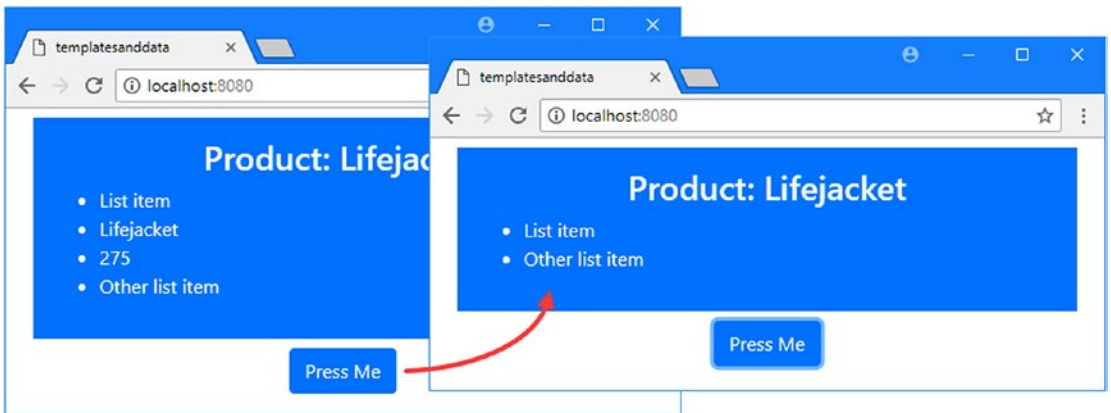 templatesanddata
localhost:8080
Product: Lifejac
List item
Lifejacket
275
Other list item
Press Me
templatesanddata
localhost:8080
Product: Lifejacket
List item
Other list item
Press Me